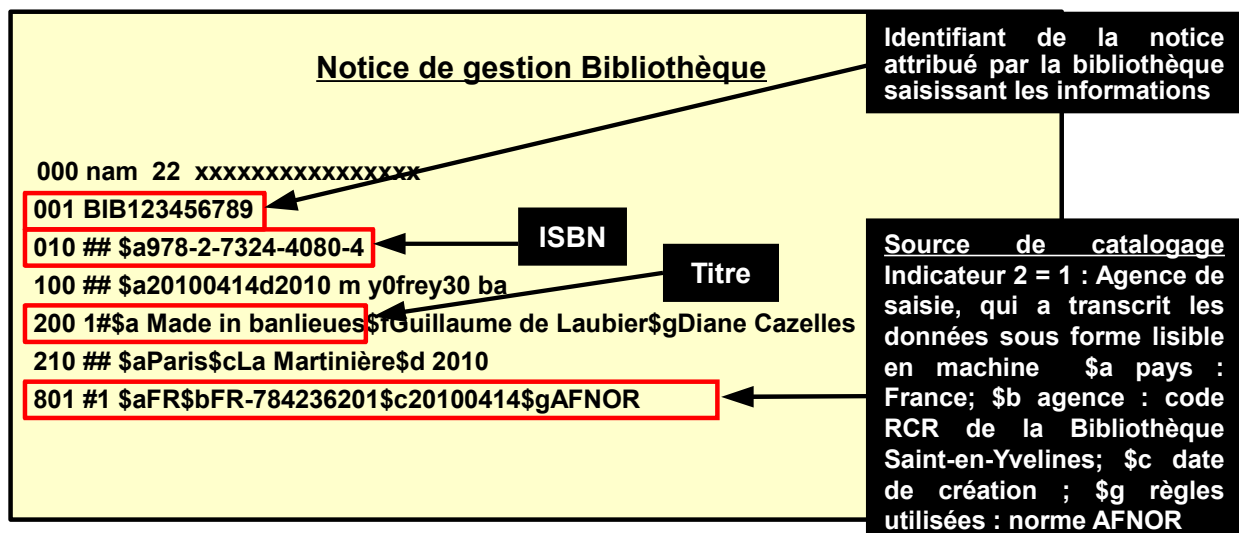 Notice de gestion Bibliothèque
Identifiant de la notice
attribué par la bibliothèque
saisissant les informations
000 nam  22  xxxxxxxxxxxxxxxx
001 BIB123456789
010 ## $a978-2-7324-4080-4
ISBN
100 ## $a20100414d2010 m y0frey30 ba
Titre
200 1#$a Made in banlieues$fGuillaume de Laubier$gDiane Cazelles
210 ## $aParis$cLa Martinière$d 2010
801 #1 $aFR$bFR-784236201$c20100414$gAFNOR
Source de catalogage
Indicateur 2 = 1 : Agence de
saisie, qui a transcrit les
données sous forme lisible
en machine $a pays :
France; $b agence : code
RCR de la Bibliothèque
Saint-en-Yvelines; $c date
de création ; $g règles
utilisées : norme AFNOR